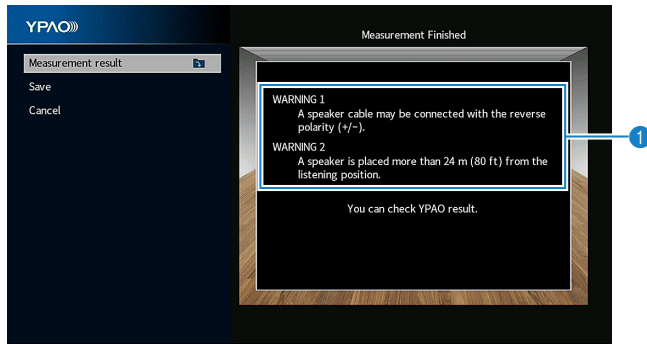 YPAO
Measurement Finished
Measurement result
Save
Cancel
WARNING 1
A speaker cable may be connected with the reverse
polarity (+/-).
WARNING 2
A speaker is placed more than 24 m (80 ft) from the
listening position.
You can check YPAO result.
1